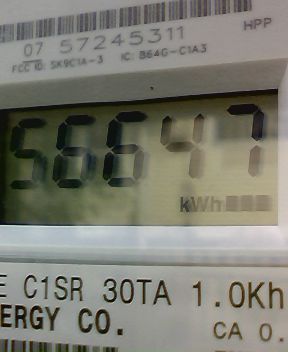 HPP
07 57245311
FCC ID: SK9C1A-3 IC: 864G-C1A3
56647
kWh
E C1SR 30TA 1.0Kh
ERGY CO.
CA 0.